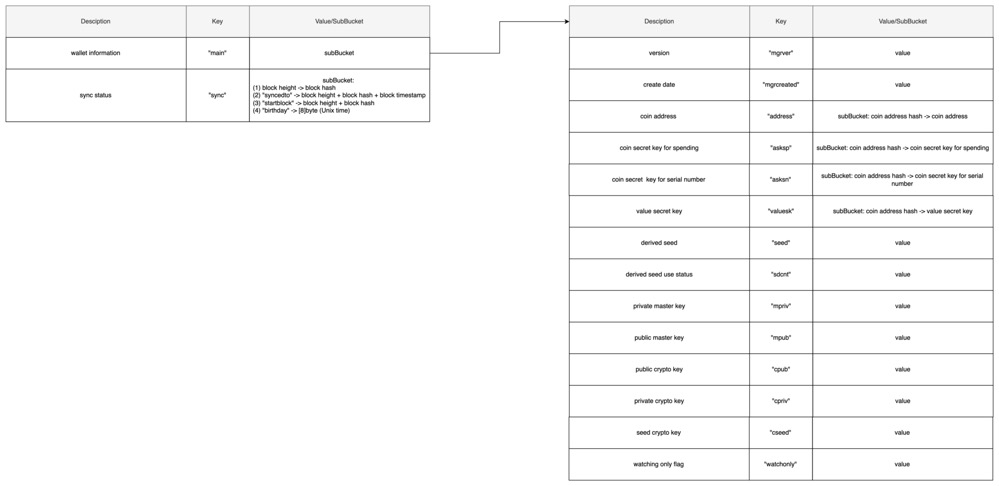 Desciption Key Value/SubBucket
wallet information "main" subBucket
sync status "sync" subBucket:
(1) block height -> block hash
(2) "syncedto" -> block height + block hash + block timestamp
(3) "startblock" -> block height + block hash
(4) "birthday" -> [8]byte (Unix time)
Desciption Key Value/SubBucket
version "mgrver" value
create date "mgrcreated" value
coin address "address" subBucket: coin address hash -> coin address
coin secret key for spending "asksp" subBucket: coin address hash -> coin secret key for spending
coin secret key for serial number "asksn" subBucket: coin address hash -> coin secret key for serial
number
value secret key "valuesk" subBucket: coin address hash -> value secret key
derived seed "seed" value
derived seed use status "sdcnt" value
private master key "mpriv" value
public master key "mpub" value
public crypto key "cpub" value
private crypto key "cpriv" value
seed crypto key "cseed" value
watching only flag "watchonly" value